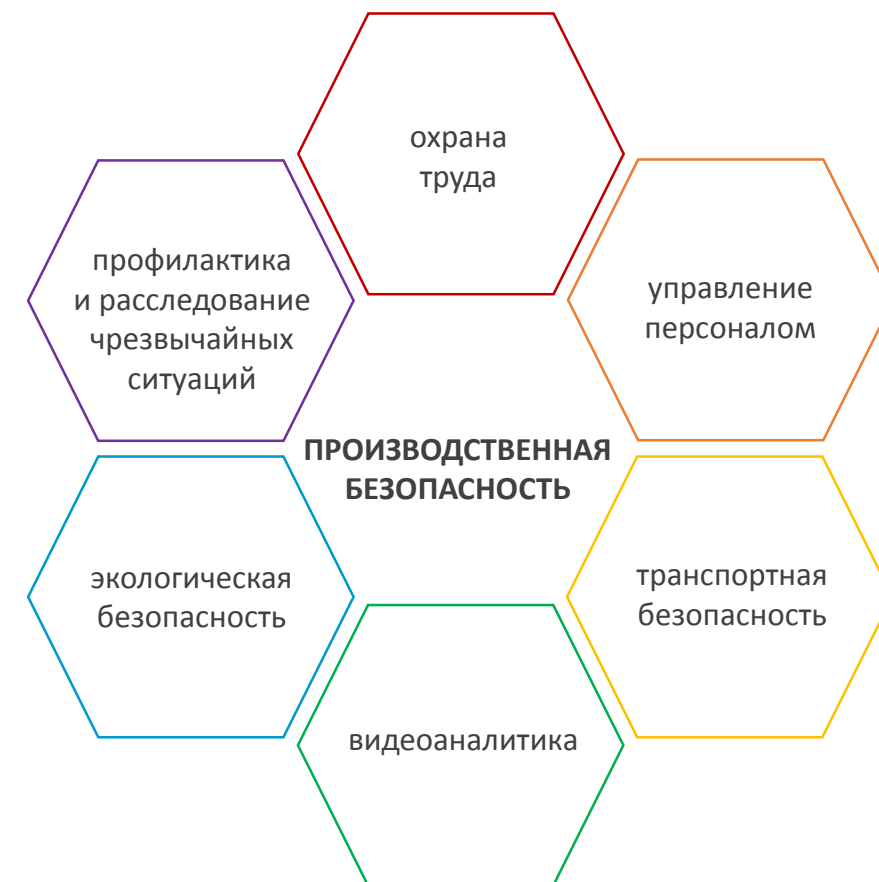 охрана
труда
профилактика
и расследование
чрезвычайных
ситуаций
управление
персоналом
ПРОИЗВОДСТВЕННАЯ
БЕЗОПАСНОСТЬ
экологическая
безопасность
транспортная
безопасность
видеоаналитика